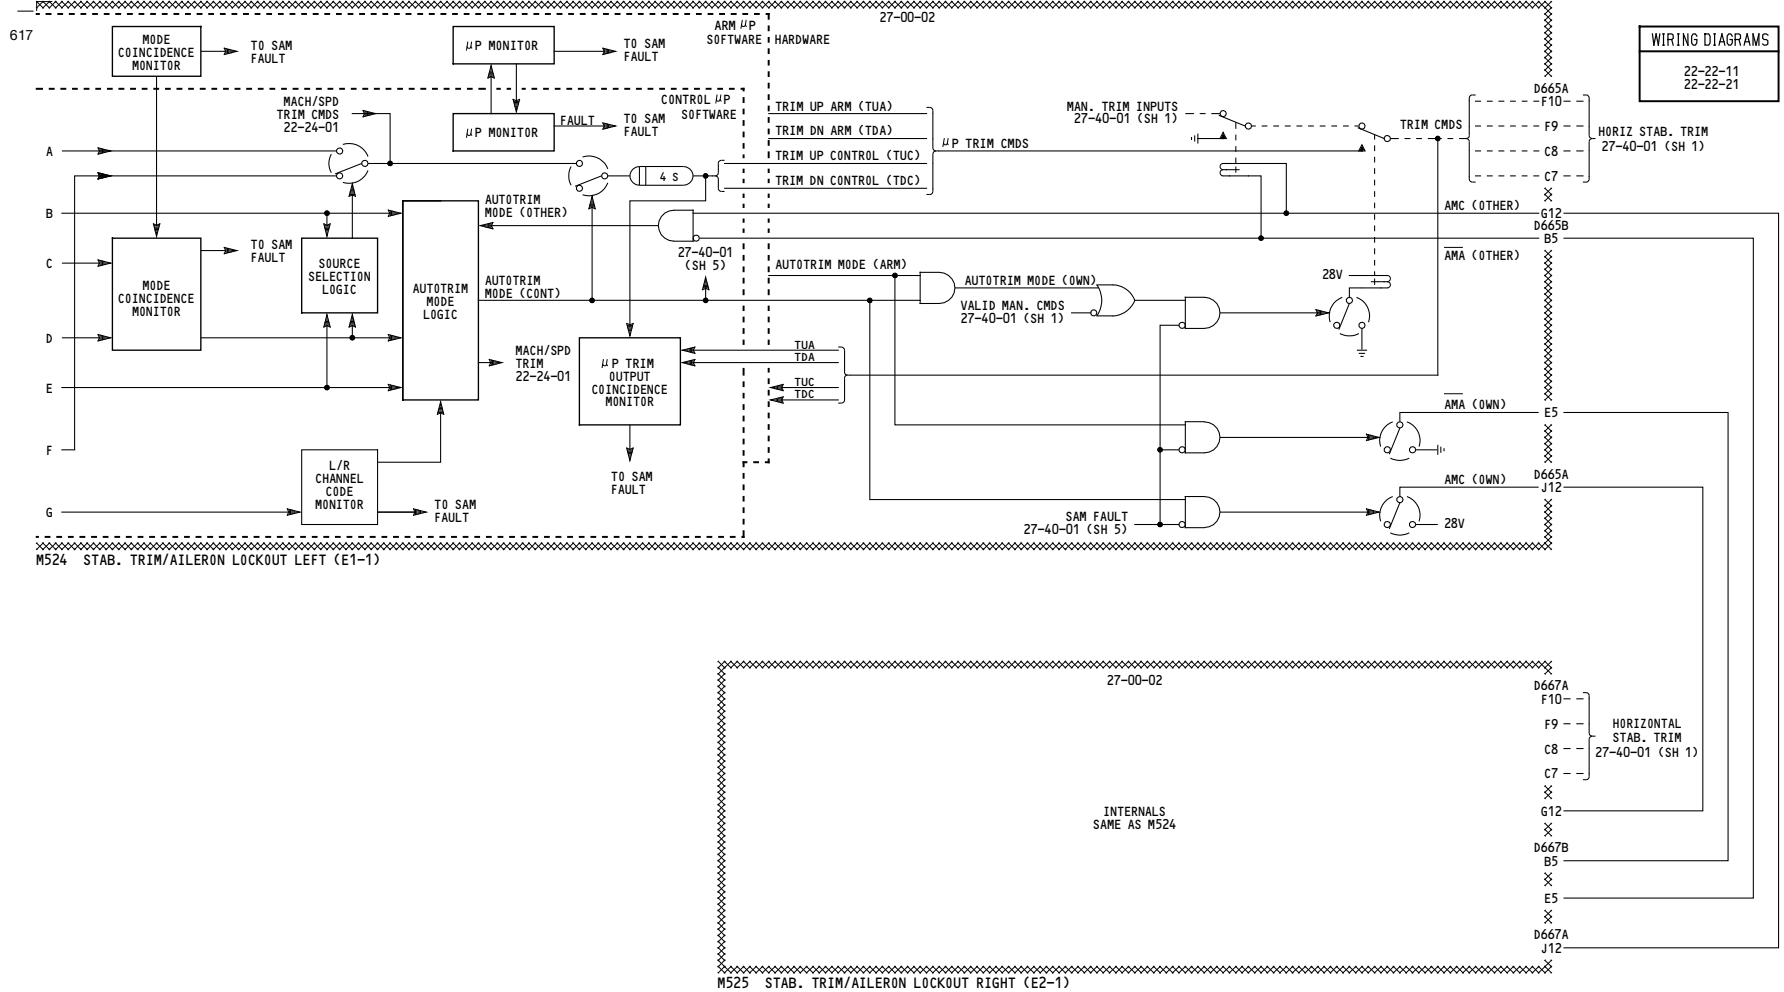 617
27-00-02
WIRING DIAGRAMS
22-22-11
22-22-21
ARM μP
SOFTWARE
HARDWARE
MODE
COINCIDENCE
MONITOR
TO SAM
FAULT
μP MONITOR
TO SAM
FAULT
CONTROL μP
SOFTWARE
MACH/SPD
TRIM CMDS
22-24-01
μP MONITOR
FAULT
TO SAM
FAULT
A
B
C
D
E
F
G
4 S
TRIM UP ARM (TUA)
TRIM DN ARM (TDA)
TRIM UP CONTROL (TUC)
TRIM DN CONTROL (TDC)
μP TRIM CMDS
MAN. TRIM INPUTS
27-40-01 (SH 1)
TRIM CMDS
D665A
F10
F9
C8
C7
HORIZ STAB. TRIM
27-40-01 (SH 1)
AMC (OTHER)
G12
D665B
B5
AMA (OTHER)
MODE
COINCIDENCE
MONITOR
TO SAM
FAULT
SOURCE
SELECTION
LOGIC
AUTOTRIM
MODE
LOGIC
AUTOTRIM
MODE (OTHER)
AUTOTRIM
MODE (CONT)
27-40-01
(SH 5)
MACH/SPD
TRIM
22-24-01
AUTOTRIM MODE (ARM)
AUTOTRIM MODE (OWN)
VALID MAN. CMDS
27-40-01 (SH 1)
28V
μP TRIM
OUTPUT
COINCIDENCE
MONITOR
TUA
TDA
TUC
TDC
TO SAM
FAULT
L/R
CHANNEL
CODE
MONITOR
TO SAM
FAULT
AMA (OWN)
E5
D665A
AMC (OWN)
J12
SAM FAULT
27-40-01 (SH 5)
28V
M524 STAB. TRIM/AILERON LOCKOUT LEFT (E1-1)
27-00-02
D667A
F10
F9
C8
C7
HORIZONTAL
STAB. TRIM
27-40-01 (SH 1)
G12
D667B
B5
E5
D667A
J12
INTERNALS
SAME AS M524
M525 STAB. TRIM/AILERON LOCKOUT RIGHT (E2-1)